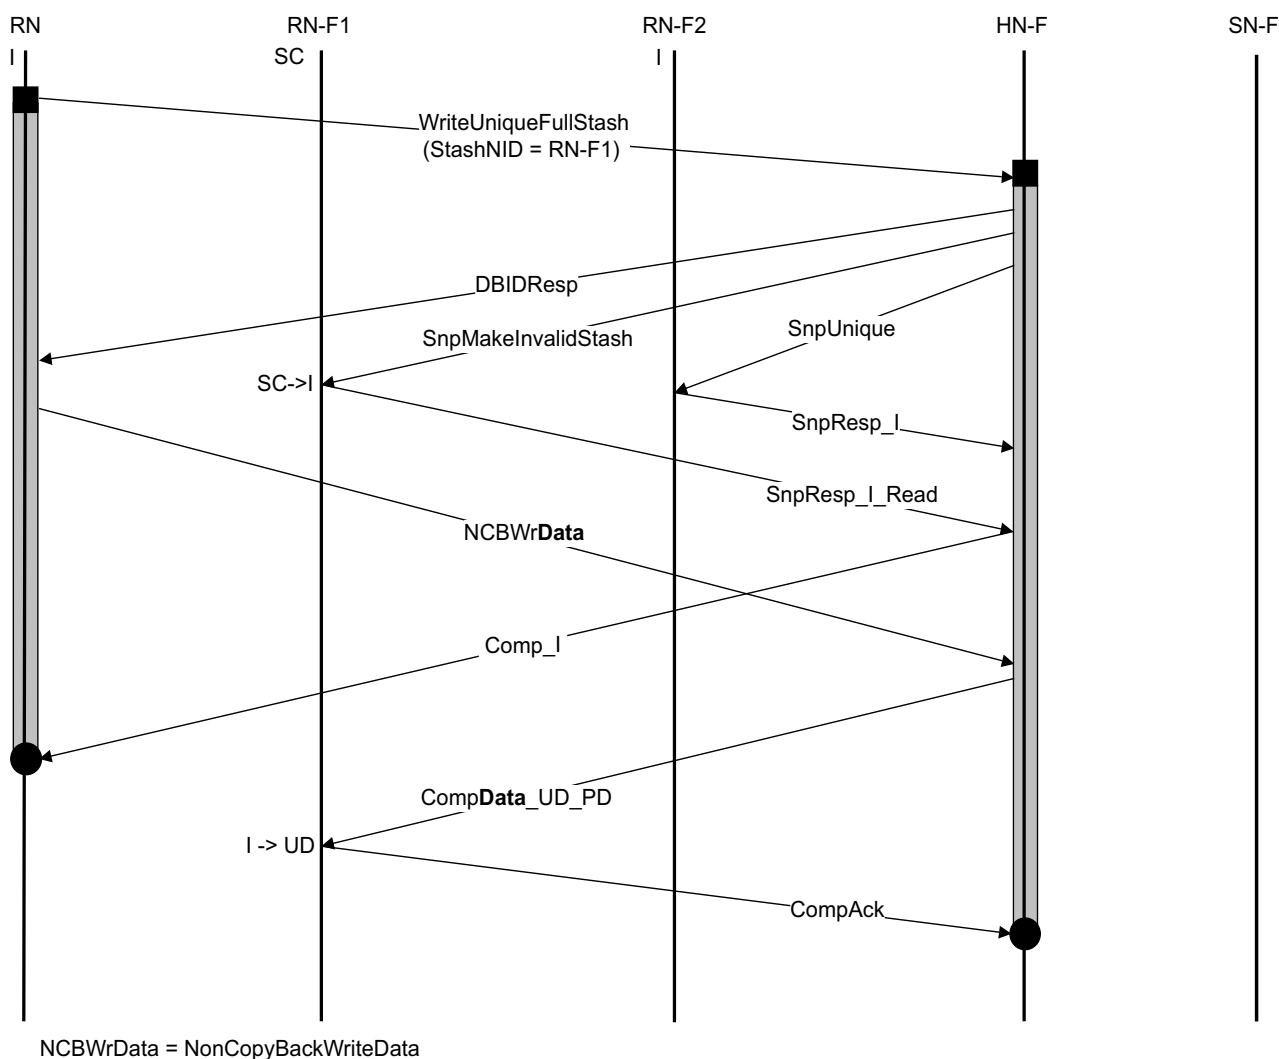 RN RN-F1 RN-F2 HN-F SN-F
I SC I
WriteUniqueFullStash
(StashNID = RN-F1)
DBIDResp
SnpUnique
SnpMakeInvalidStash
SC->I
SnpResp_I
SnpResp_I_Read
NCBWrData
Comp_I
CompData_UD_PD
I -> UD
CompAck
NCBWrData = NonCopyBackWriteData